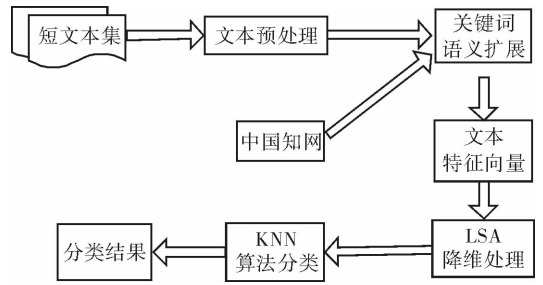 短文本集
文本预处理
关键词
语义扩展
中国知网
文本
特征向量
LSA
降维处理
KNN
算法分类
分类结果